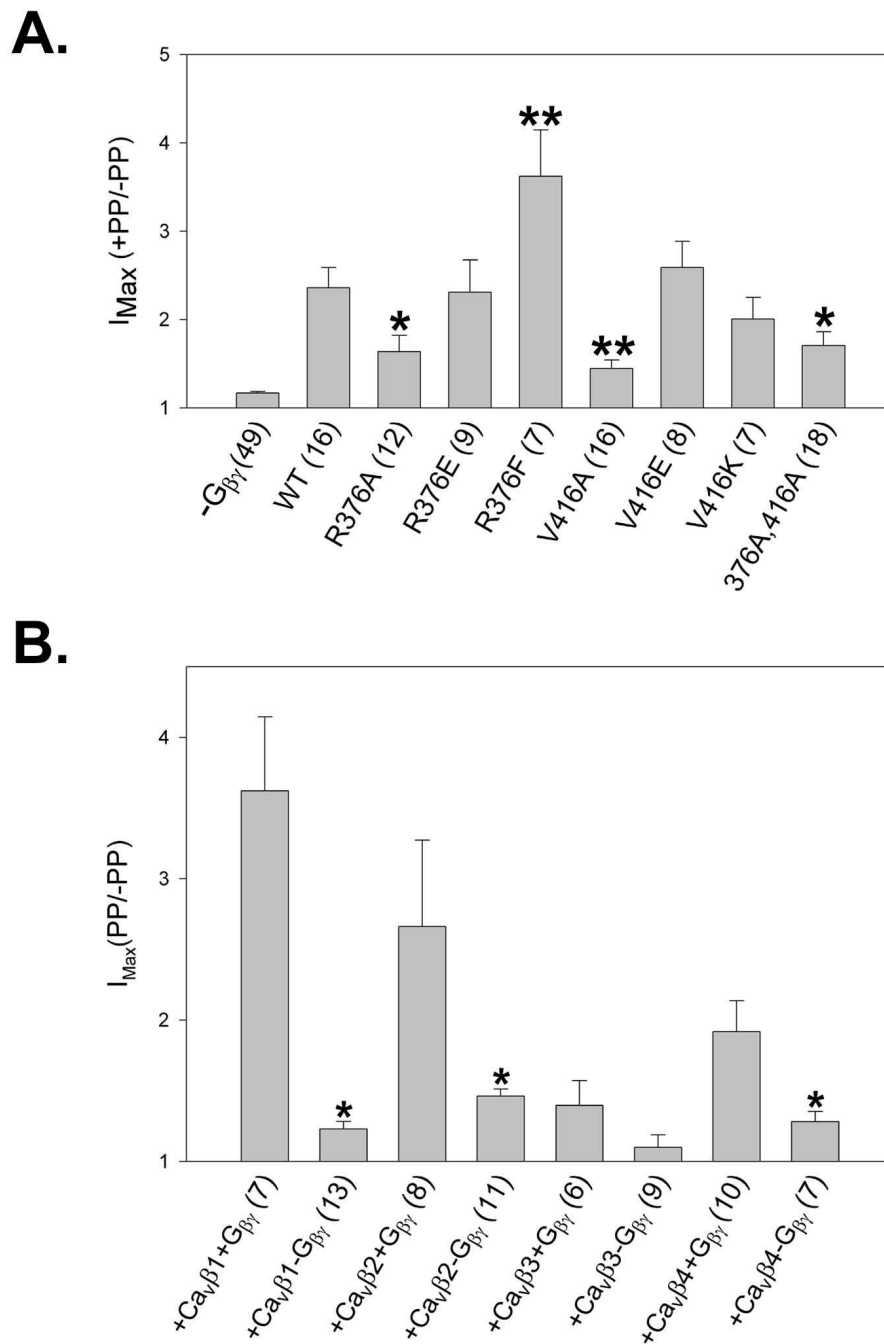 A.
I_Max (+PP/-PP)
5
4
3
2
1
*
**
**
*
-Gβγ (49)
WT (16)
R376A (12)
R376E (9)
R376F (7)
V416A (16)
V416E (8)
V416K (7)
376A,416A (18)
B.
I_Max(PP/-PP)
4
3
2
1
*
*
*
+Caᵥβ1+Gβγ (7)
+Caᵥβ1-Gβγ (13)
+Caᵥβ2+Gβγ (8)
+Caᵥβ2-Gβγ (11)
+Caᵥβ3+Gβγ (6)
+Caᵥβ3-Gβγ (9)
+Caᵥβ4+Gβγ (10)
+Caᵥβ4-Gβγ (7)